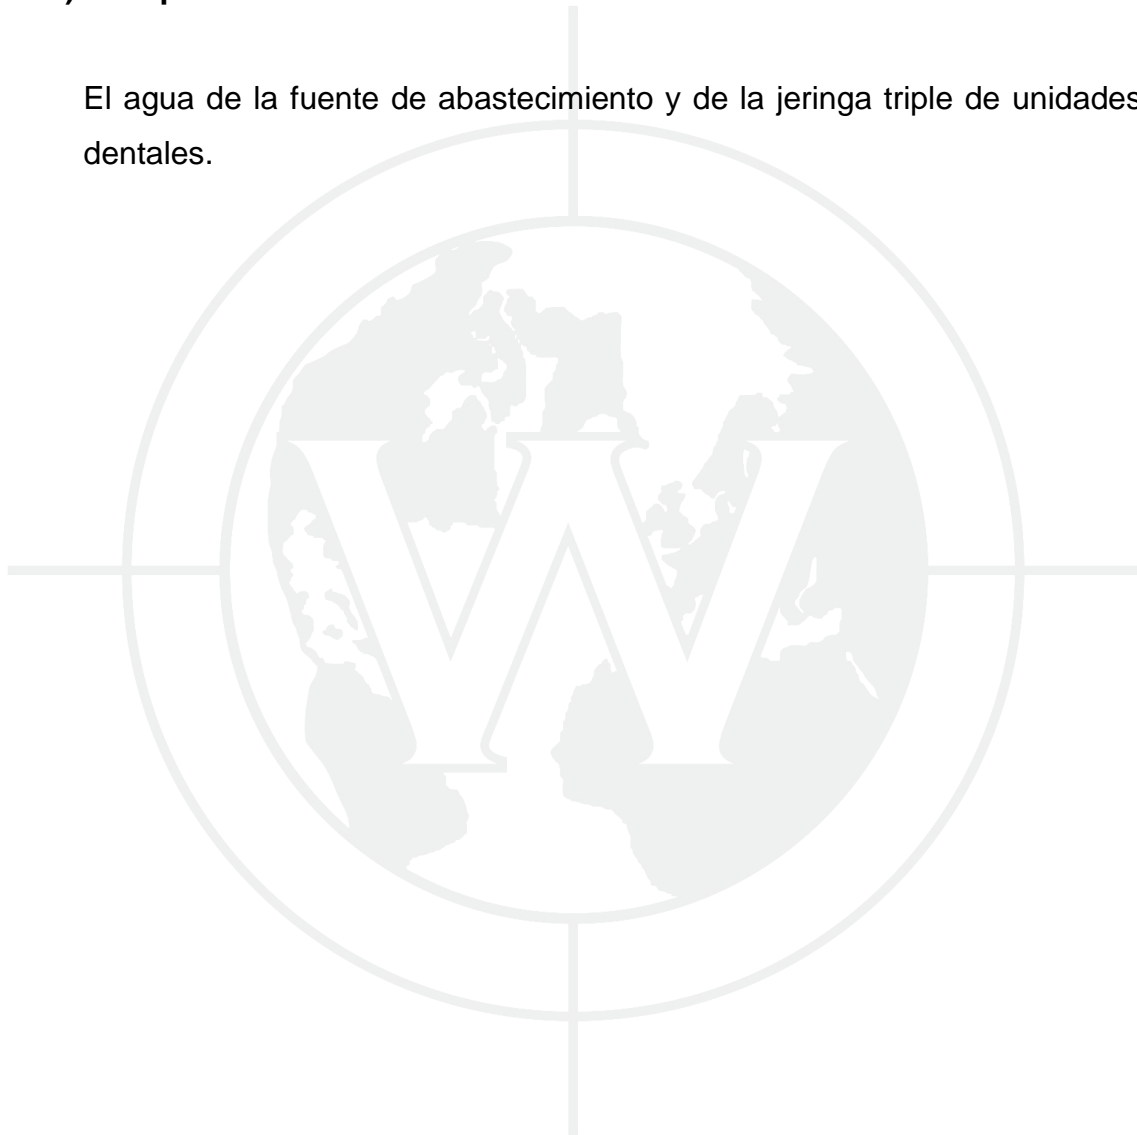 El agua de la fuente de abastecimiento y de la jeringa triple de unidades
dentales.